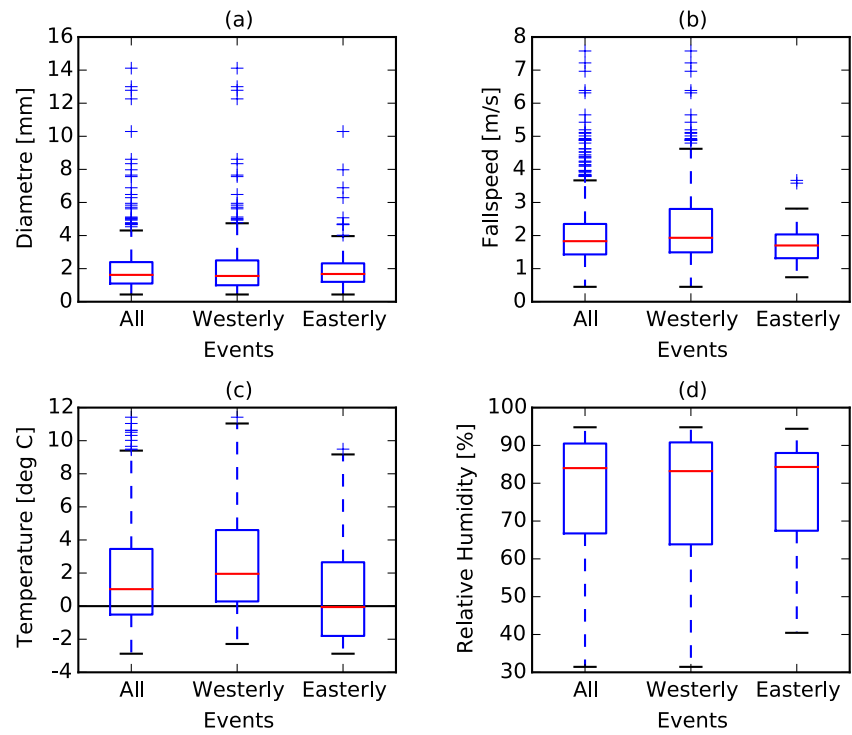 (a)
16
14
12
10
8
6
4
2
0
Diametre [mm]
All Westerly Easterly
Events
(b)
8
7
6
5
4
3
2
1
0
Fallspeed [m/s]
All Westerly Easterly
Events
(c)
12
10
8
6
4
2
0
-2
-4
Temperature [deg C]
All Westerly Easterly
Events
(d)
100
90
80
70
60
50
40
30
Relative Humidity [%]
All Westerly Easterly
Events